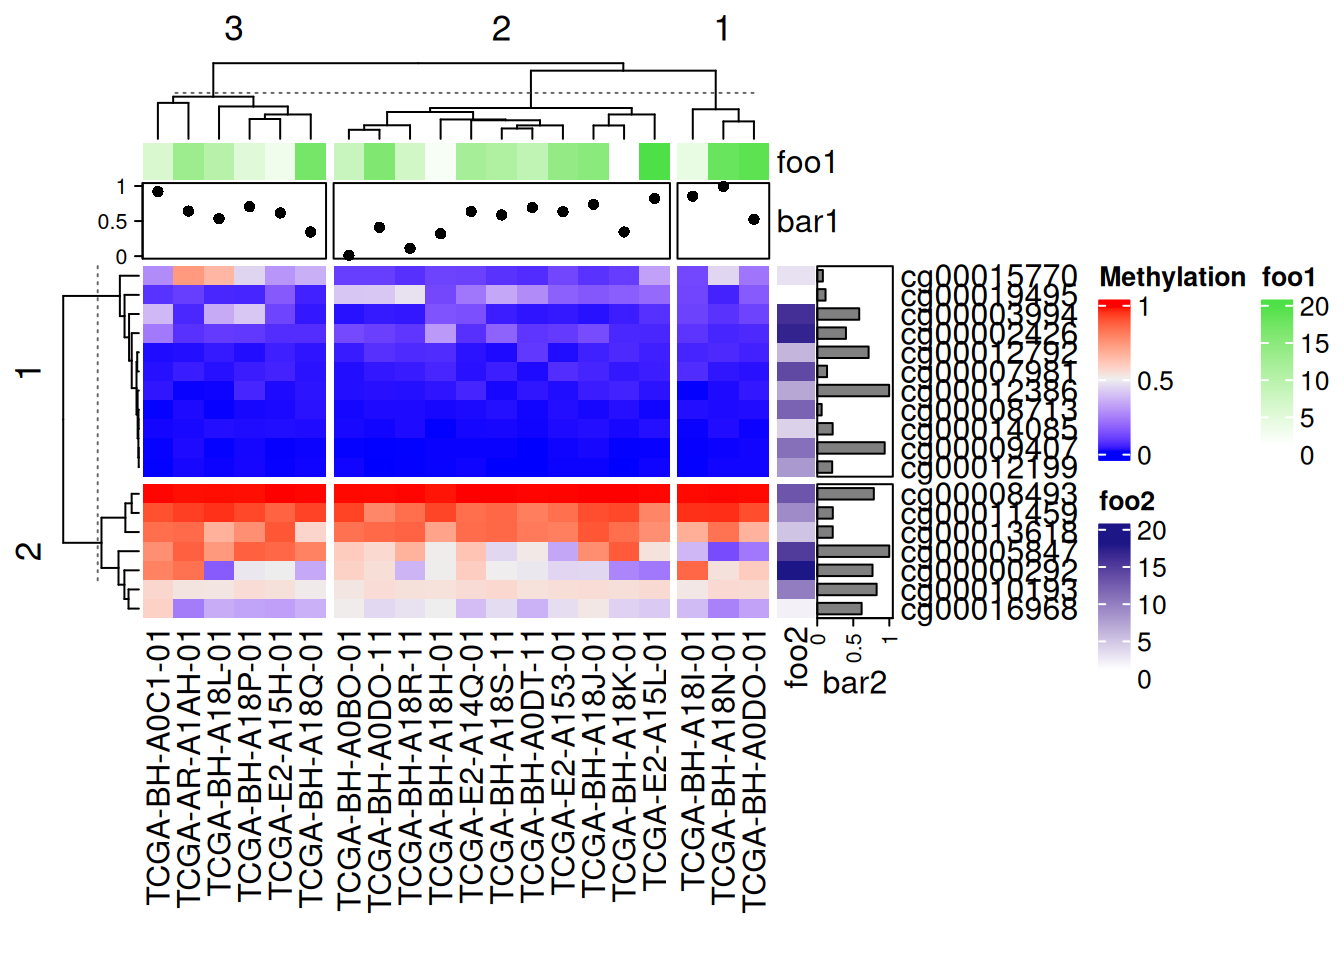 3 2 1
foo1
1
0.5
0
bar1
1
2
cg00015770
cg00019495
cg00003994
cg00002426
cg00012792
cg00007981
cg00012386
cg00008713
cg00014085
cg00009407
cg00012199
cg00008493
cg00011459
cg00013618
cg00005847
cg00000292
cg00010193
cg00016968
TCGA-BH-A0C1-01
TCGA-AR-A1AH-01
TCGA-BH-A18L-01
TCGA-BH-A18P-01
TCGA-E2-A15H-01
TCGA-BH-A18Q-01
TCGA-BH-A0BO-01
TCGA-BH-A0DO-11
TCGA-BH-A18R-11
TCGA-BH-A18H-01
TCGA-E2-A14Q-01
TCGA-BH-A18S-11
TCGA-BH-A0DT-11
TCGA-E2-A153-01
TCGA-BH-A18J-01
TCGA-BH-A18K-01
TCGA-E2-A15L-01
TCGA-BH-A18I-01
TCGA-BH-A18N-01
TCGA-BH-A0DO-01
foo2
0
0.5
1
bar2
Methylation
1
0.5
0
foo1
20
15
10
5
0
foo2
20
15
10
5
0